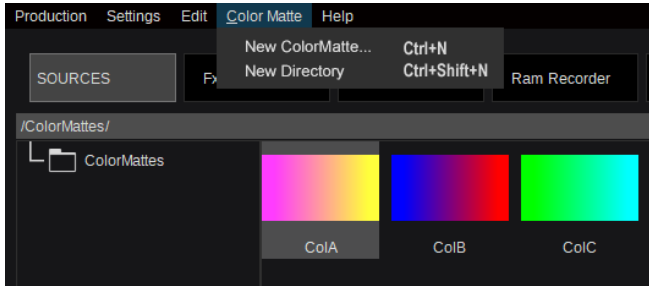 Production Settings Edit Color Matte Help
New ColorMatte... Ctrl+N
New Directory Ctrl+Shift+N
SOURCES Fx Ram Recorder
/ColorMattes/
ColorMattes
ColA ColB ColC